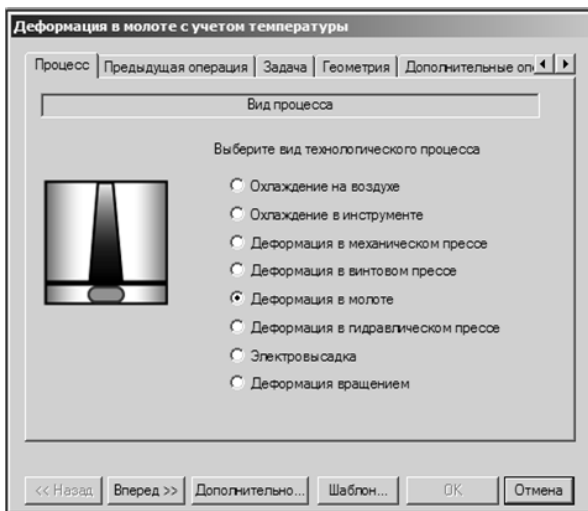 Деформация в молоте с учетом температуры
Процесс Предыдущая операция Задача Геометрия Дополнительные
Вид процесса
Выберите вид технологического процесса
Охлаждение на воздухе
Охлаждение в инструменте
Деформация в механическом прессе
Деформация в винтовом прессе
Деформация в молоте
Деформация в гидравлическом прессе
Электровысадка
Деформация вращением
<< Назад Вперед >> Дополнительно... Шаблон... OK Отмена